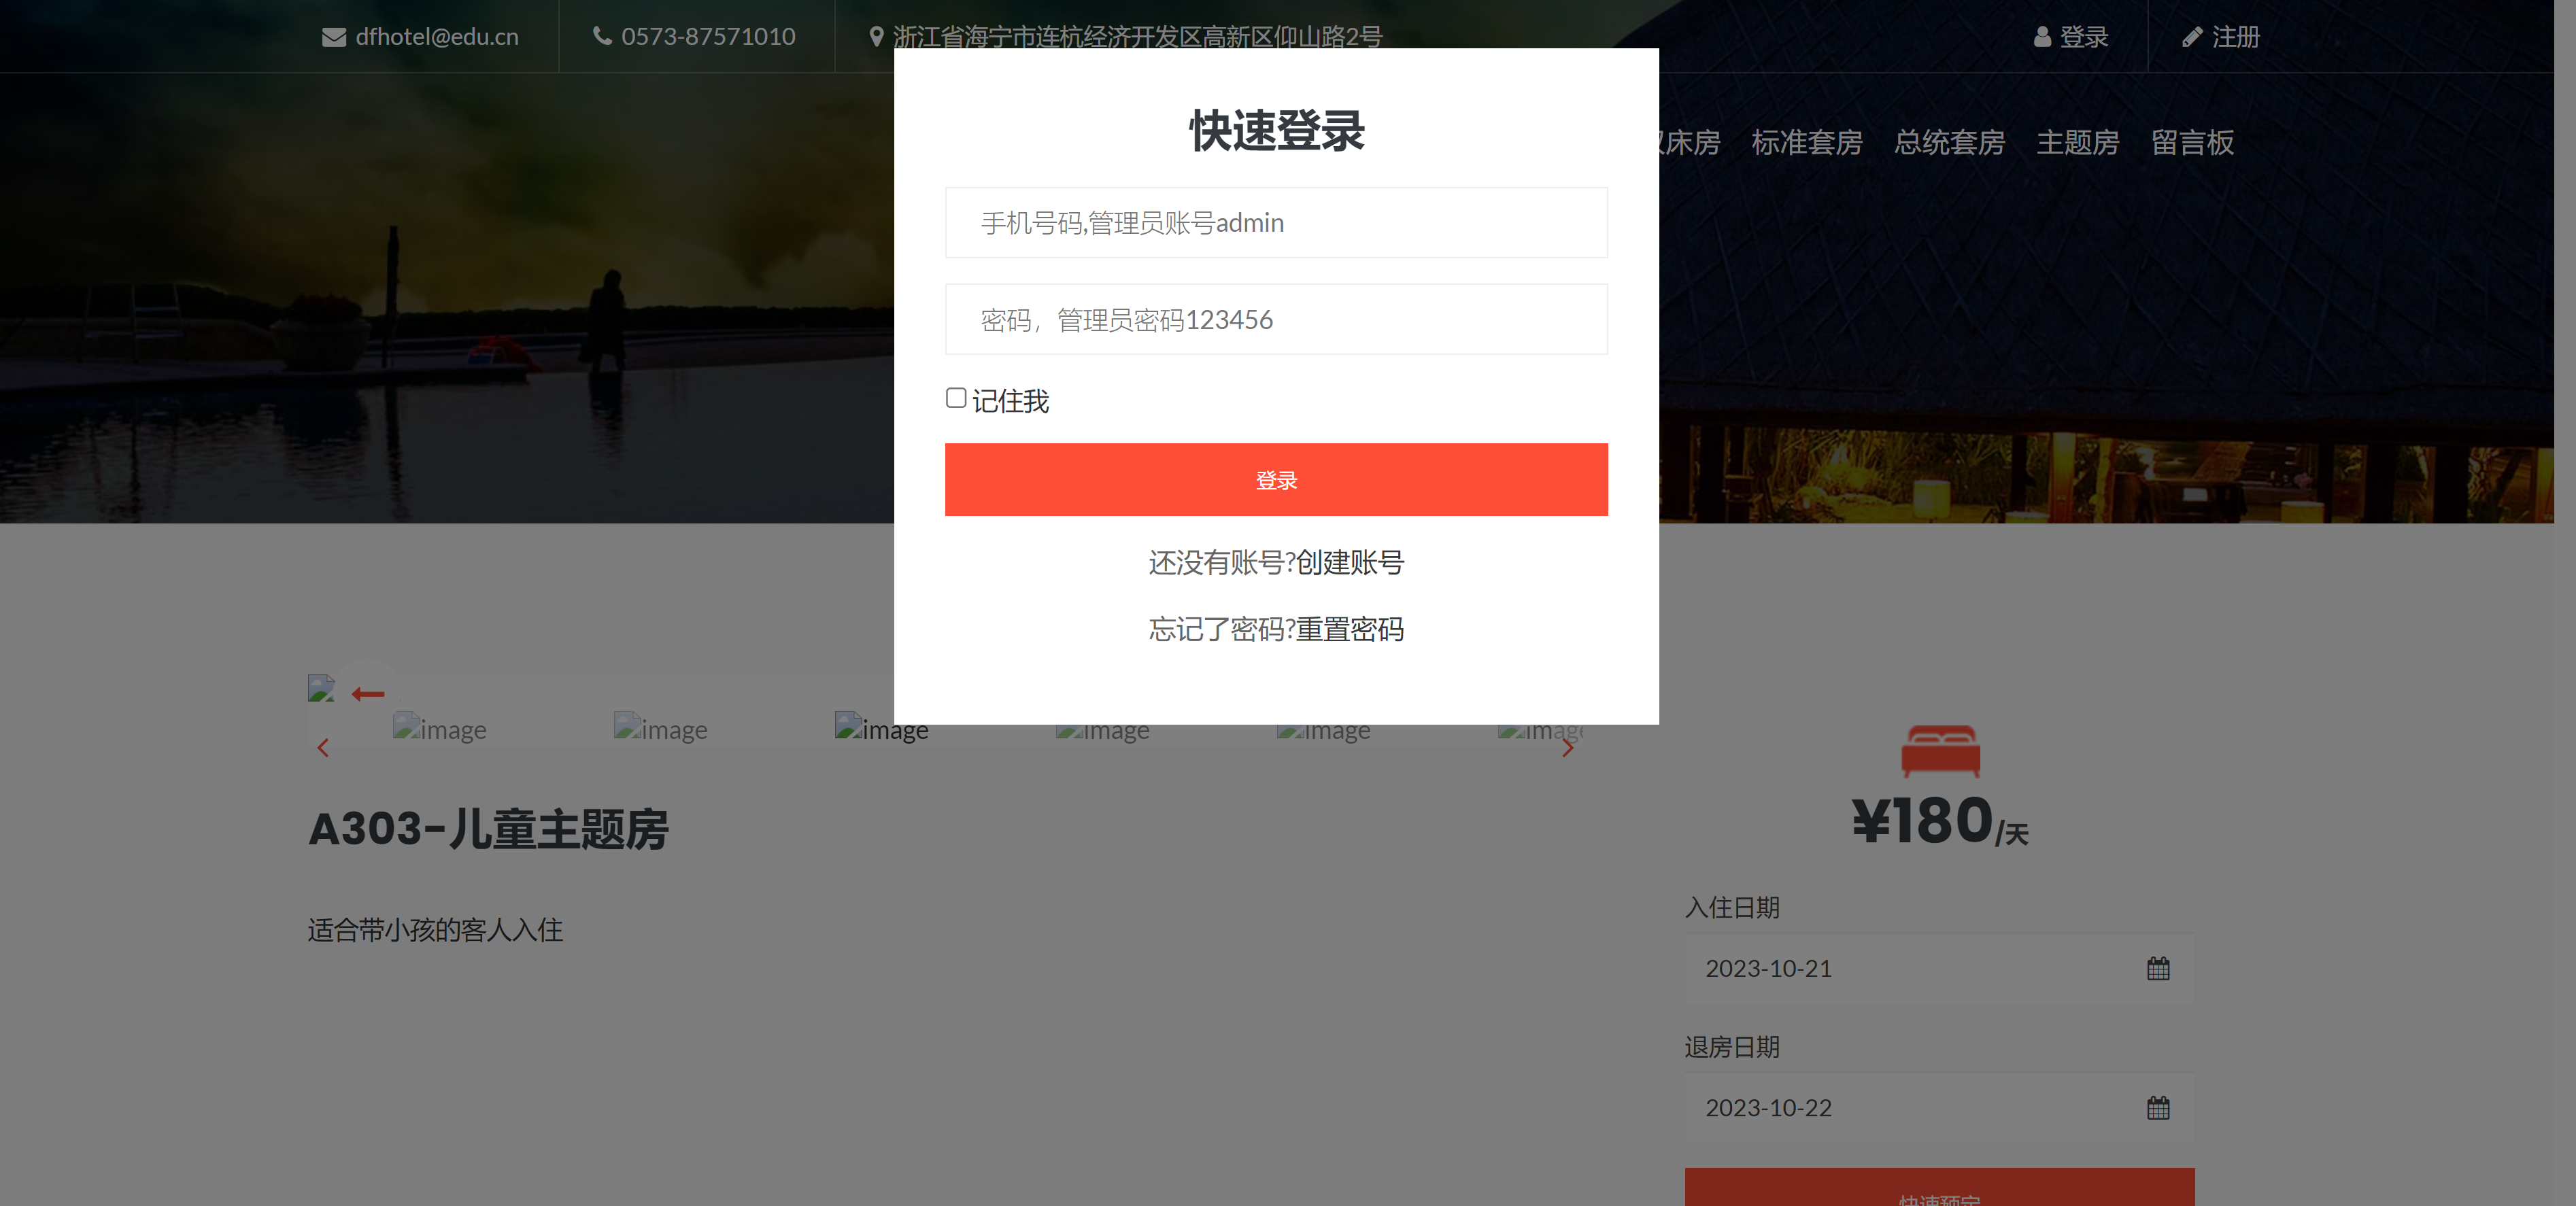 dfhotel@edu.cn
0573-87571010
浙江省海宁市连杭经济开发区高新区仰山路2号
登录
注册
床房 标准套房 总统套房 主题房 留言板
快速登录
手机号码,管理员账号admin
密码，管理员密码123456
记住我
登录
还没有账号?创建账号
忘记了密码?重置密码
image image image image image image
A303-儿童主题房
适合带小孩的客人入住
¥180/天
入住日期
2023-10-21
退房日期
2023-10-22
快速预定